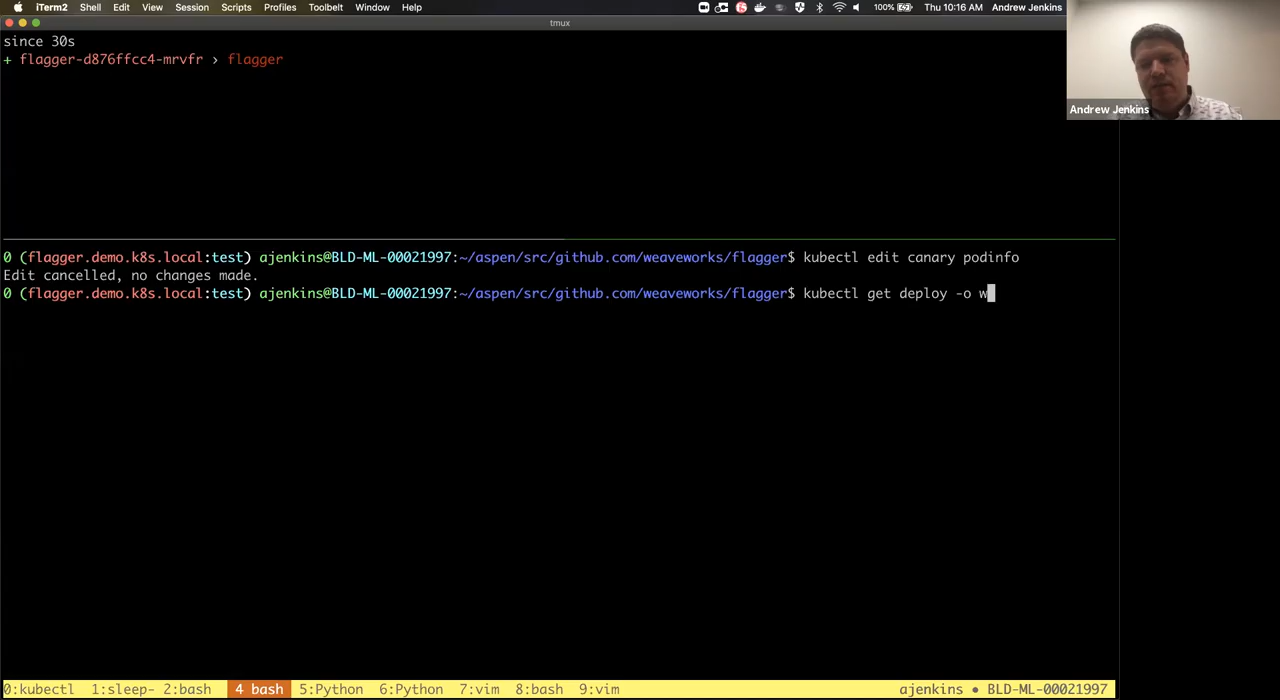 iTerm2 Shell Edit View Session Scripts Profiles Toolbelt Window Help 100% Thu 10:16 AM Andrew Jenkins
tmux
since 30s
+ flagger-d876ffcc4-mrvfr › flagger
Andrew Jenkins
0 (flagger.demo.k8s.local:test) ajenkins@BLD-ML-00021997:~/aspen/src/github.com/weaveworks/flagger$ kubectl edit canary podinfo
Edit cancelled, no changes made.
0 (flagger.demo.k8s.local:test) ajenkins@BLD-ML-00021997:~/aspen/src/github.com/weaveworks/flagger$ kubectl get deploy -o w
0:kubectl 1:sleep- 2:bash 4 bash 5:Python 6:Python 7:vim 8:bash 9:vim ajenkins • BLD-ML-00021997